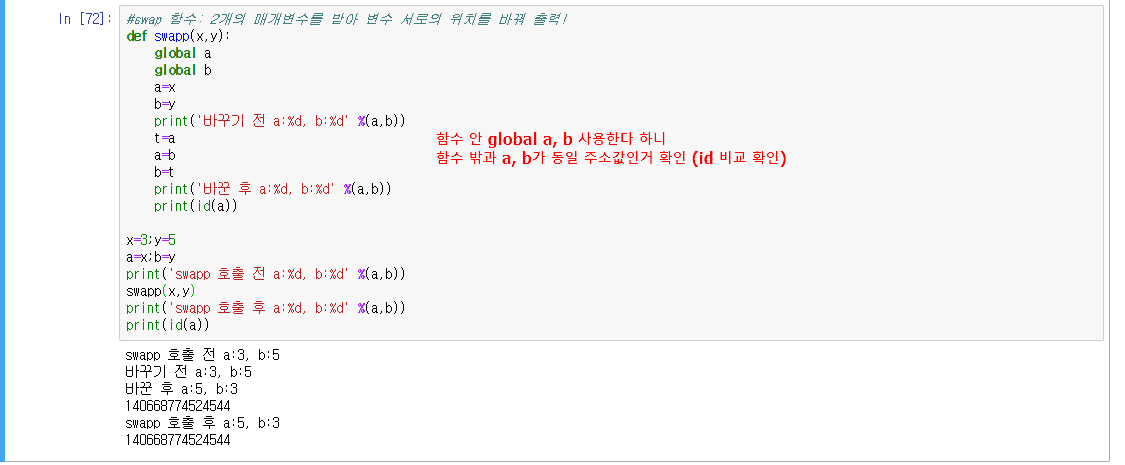 In [72]:
#swap 함수: 2개의 매개변수를 받아 변수 서로의 위치를 바꿔 출력!
def swapp(x,y):
    global a
    global b
    a=x
    b=y
    print('바꾸기 전 a:%d, b:%d' %(a,b))
    t=a
    a=b
    b=t
    print('바꾼 후 a:%d, b:%d' %(a,b))
    print(id(a))
함수 안 global a, b 사용한다 하니
함수 밖과 a, b가 동일 주소값인거 확인 (id 비교 확인)
x=3;y=5
a=x;b=y
print('swapp 호출 전 a:%d, b:%d' %(a,b))
swapp(x,y)
print('swapp 호출 후 a:%d, b:%d' %(a,b))
print(id(a))
swapp 호출 전 a:3, b:5
바꾸기 전 a:3, b:5
바꾼 후 a:5, b:3
140668774524544
swapp 호출 후 a:5, b:3
140668774524544